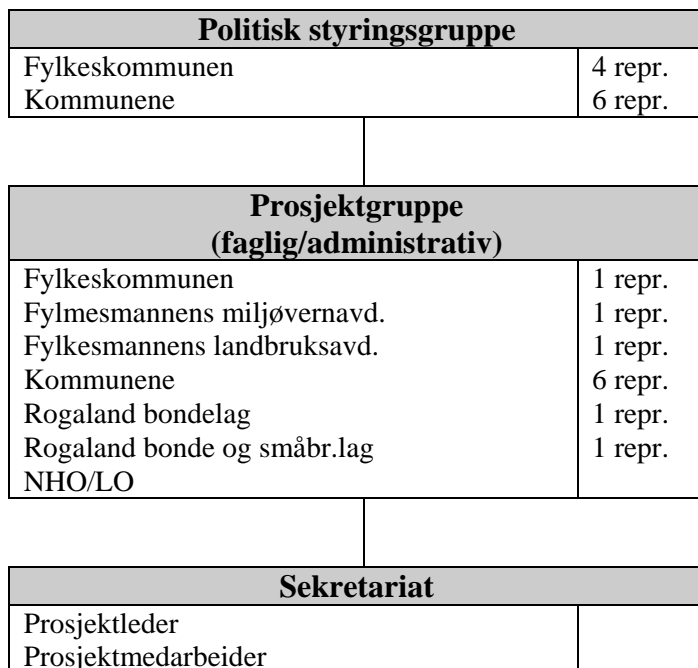 Politisk styringsgruppe
Fylkeskommunen 4 repr.
Kommunene 6 repr.
Prosjektgruppe
(faglig/administrativ)
Fylkeskommunen 1 repr.
Fylmesmannens miljøvernavd. 1 repr.
Fylkesmannens landbruksavd. 1 repr.
Kommunene 6 repr.
Rogaland bondelag 1 repr.
Rogaland bonde og småbr.lag 1 repr.
NHO/LO
Sekretariat
Prosjektleder
Prosjektmedarbeider